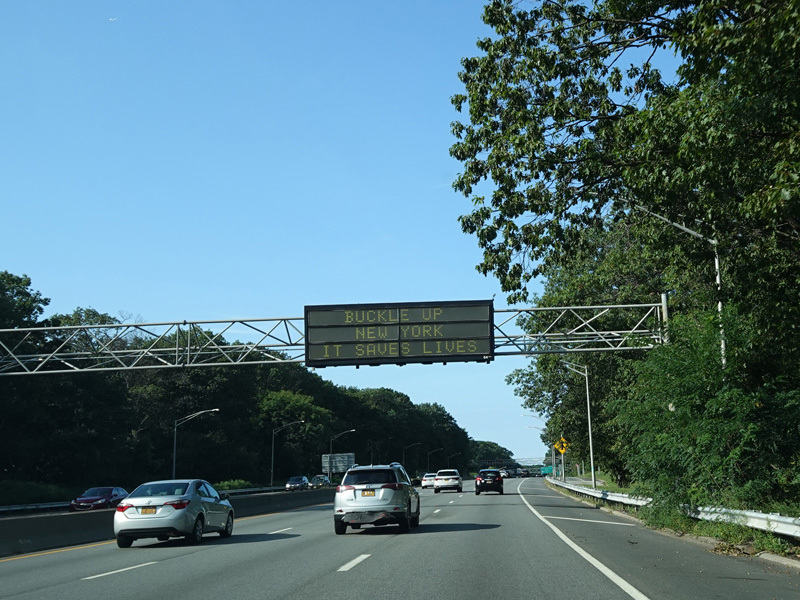 BUCKLE UP
NEW YORK
IT SAVES LIVES